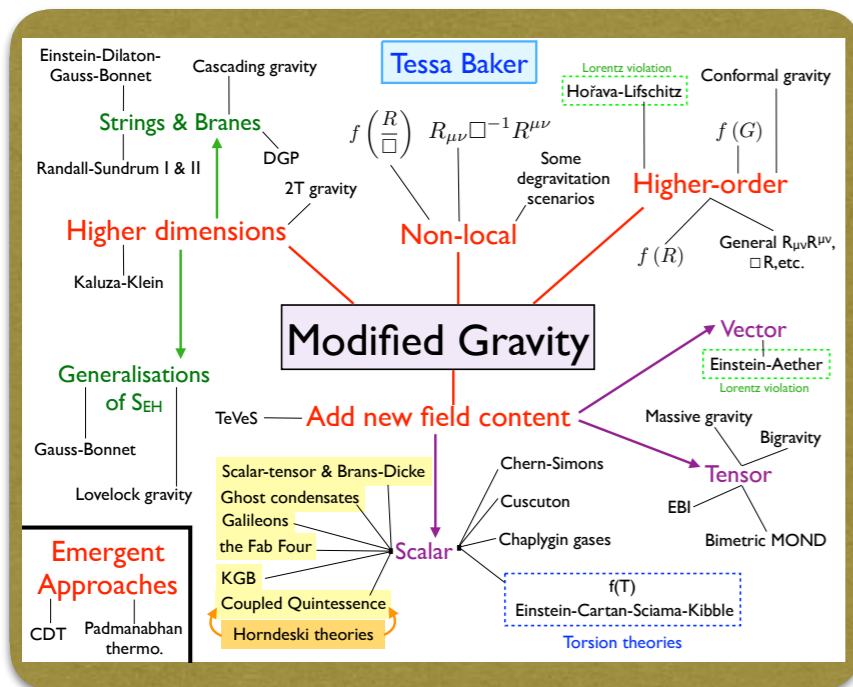 Einstein-Dilaton-
Gauss-Bonnet
Cascading gravity
Strings & Branes
Randall-Sundrum I & II
DGP
2T gravity
Higher dimensions
Kaluza-Klein
Generalisations
of S_EH
Gauss-Bonnet
Lovelock gravity
Tessa Baker
f(R/□)
R_μν□⁻¹R^μν
Some
degravitation
scenarios
Non-local
Lorentz violation
Hořava-Lifschitz
Conformal gravity
f(G)
Higher-order
f(R)
General R_μνR^μν,
□R,etc.
Modified Gravity
Add new field content
TeVeS
Vector
Einstein-Aether
Lorentz violation
Massive gravity
Bigravity
Tensor
EBI
Bimetric MOND
Scalar-tensor & Brans-Dicke
Ghost condensates
Galileons
the Fab Four
KGB
Coupled Quintessence
Horndeski theories
Scalar
Chern-Simons
Cuscuton
Chaplygin gases
f(T)
Einstein-Cartan-Sciama-Kibble
Torsion theories
Emergent
Approaches
CDT
Padmanabhan
thermo.